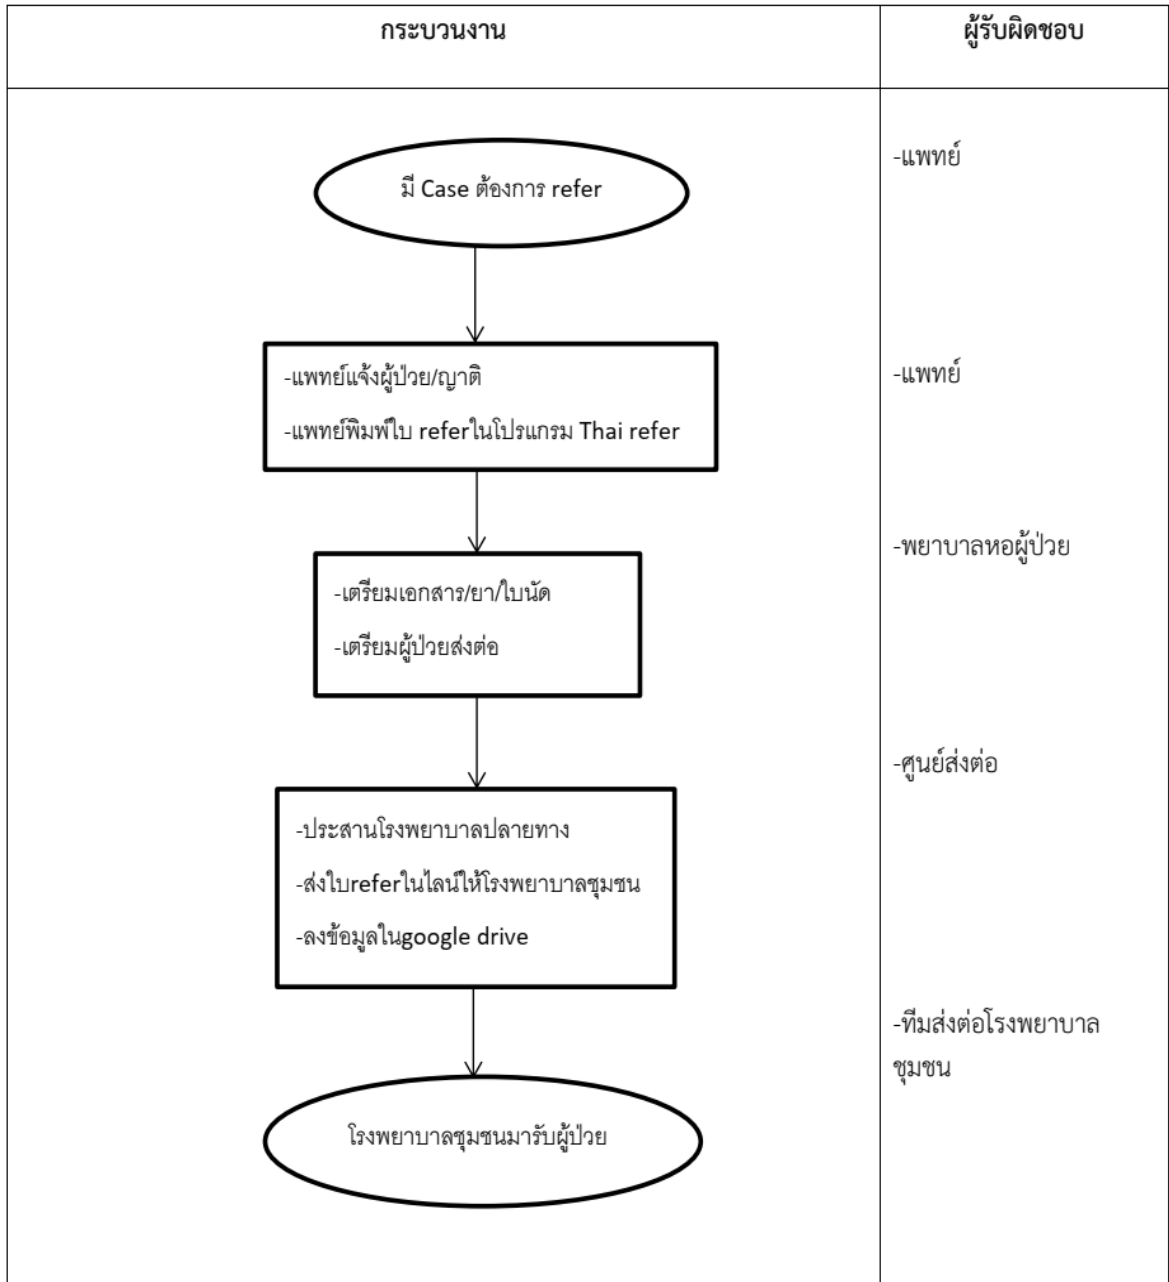 กระบวนงาน
ผู้รับผิดชอบ
มี Case ต้องการ refer
-แพทย์
-แพทย์แจ้งผู้ป่วย/ญาติ
-แพทย์พิมพ์ใบ referในโปรแกรม Thai refer
-แพทย์
-เตรียมเอกสาร/ยา/ใบนัด
-เตรียมผู้ป่วยส่งต่อ
-พยาบาลหอผู้ป่วย
-ประสานโรงพยาบาลปลายทาง
-ส่งใบreferในไลน์ให้โรงพยาบาลชุมชน
-ลงข้อมูลในgoogle drive
-ศูนย์ส่งต่อ
โรงพยาบาลชุมชนมารับผู้ป่วย
-ทีมส่งต่อโรงพยาบาล
ชุมชน